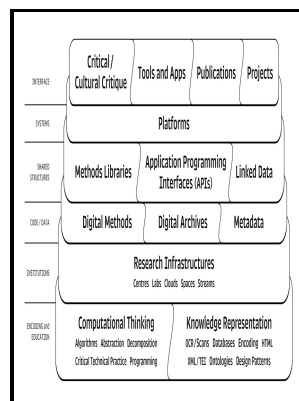 INTERFACE
Critical /
Cultural Critique
Tools and Apps
Publications
Projects
SYSTEMS
Platforms
SHARED
STRUCTURES
Methods Libraries
Application Programming
Interfaces (APIs)
Linked Data
CODE / DATA
Digital Methods
Digital Archives
Metadata
INSTITUTIONS
Research Infrastructures
Centres Labs Clouds Spaces Streams
ENCODING and
EDUCATION
Computational Thinking
Algorithms Abstraction Decomposition
Critical Technical Practice Programming
Knowledge Representation
OCR/Scans Databases Encoding HTML
XML/TEI Ontologies Design Patterns